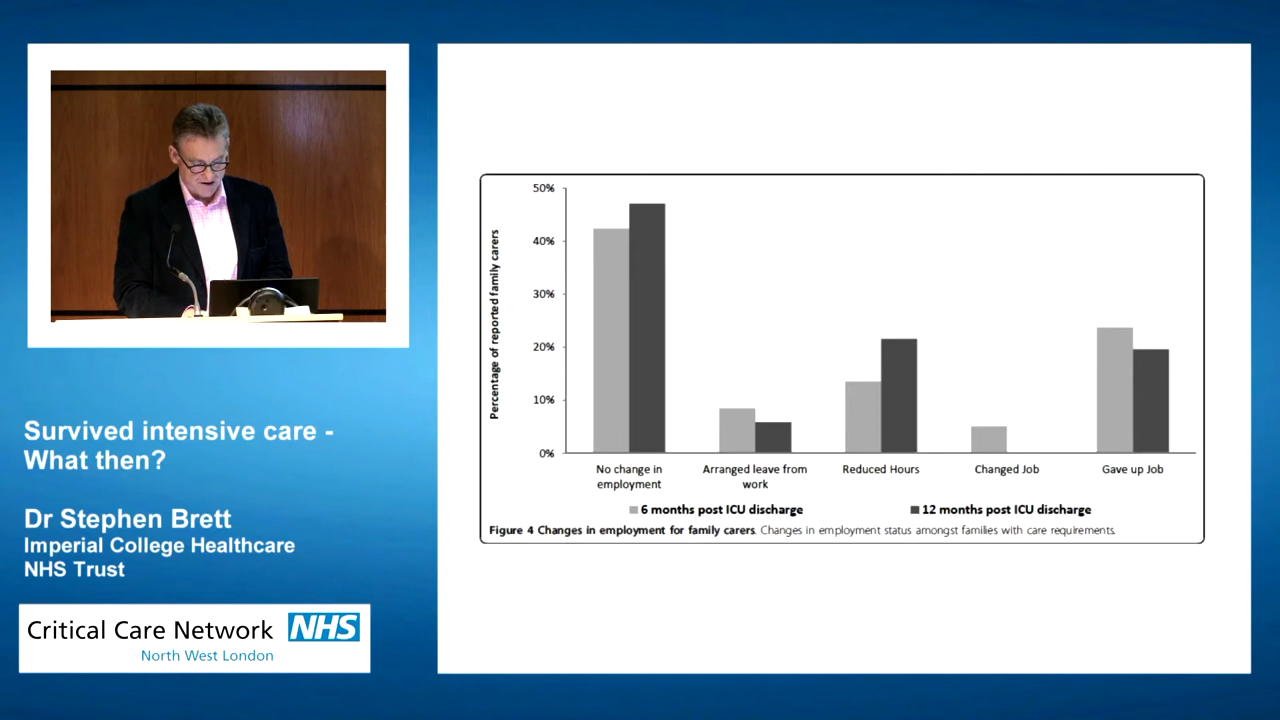 Survived intensive care -
What then?
Dr Stephen Brett
Imperial College Healthcare
NHS Trust
Critical Care Network NHS
North West London
Percentage of reported family carers
50%
40%
30%
20%
10%
0%
No change in
employment
Arranged leave from
work
Reduced Hours
Changed Job
Gave up Job
6 months post ICU discharge
12 months post ICU discharge
Figure 4 Changes in employment for family carers. Changes in employment status amongst families with care requirements.